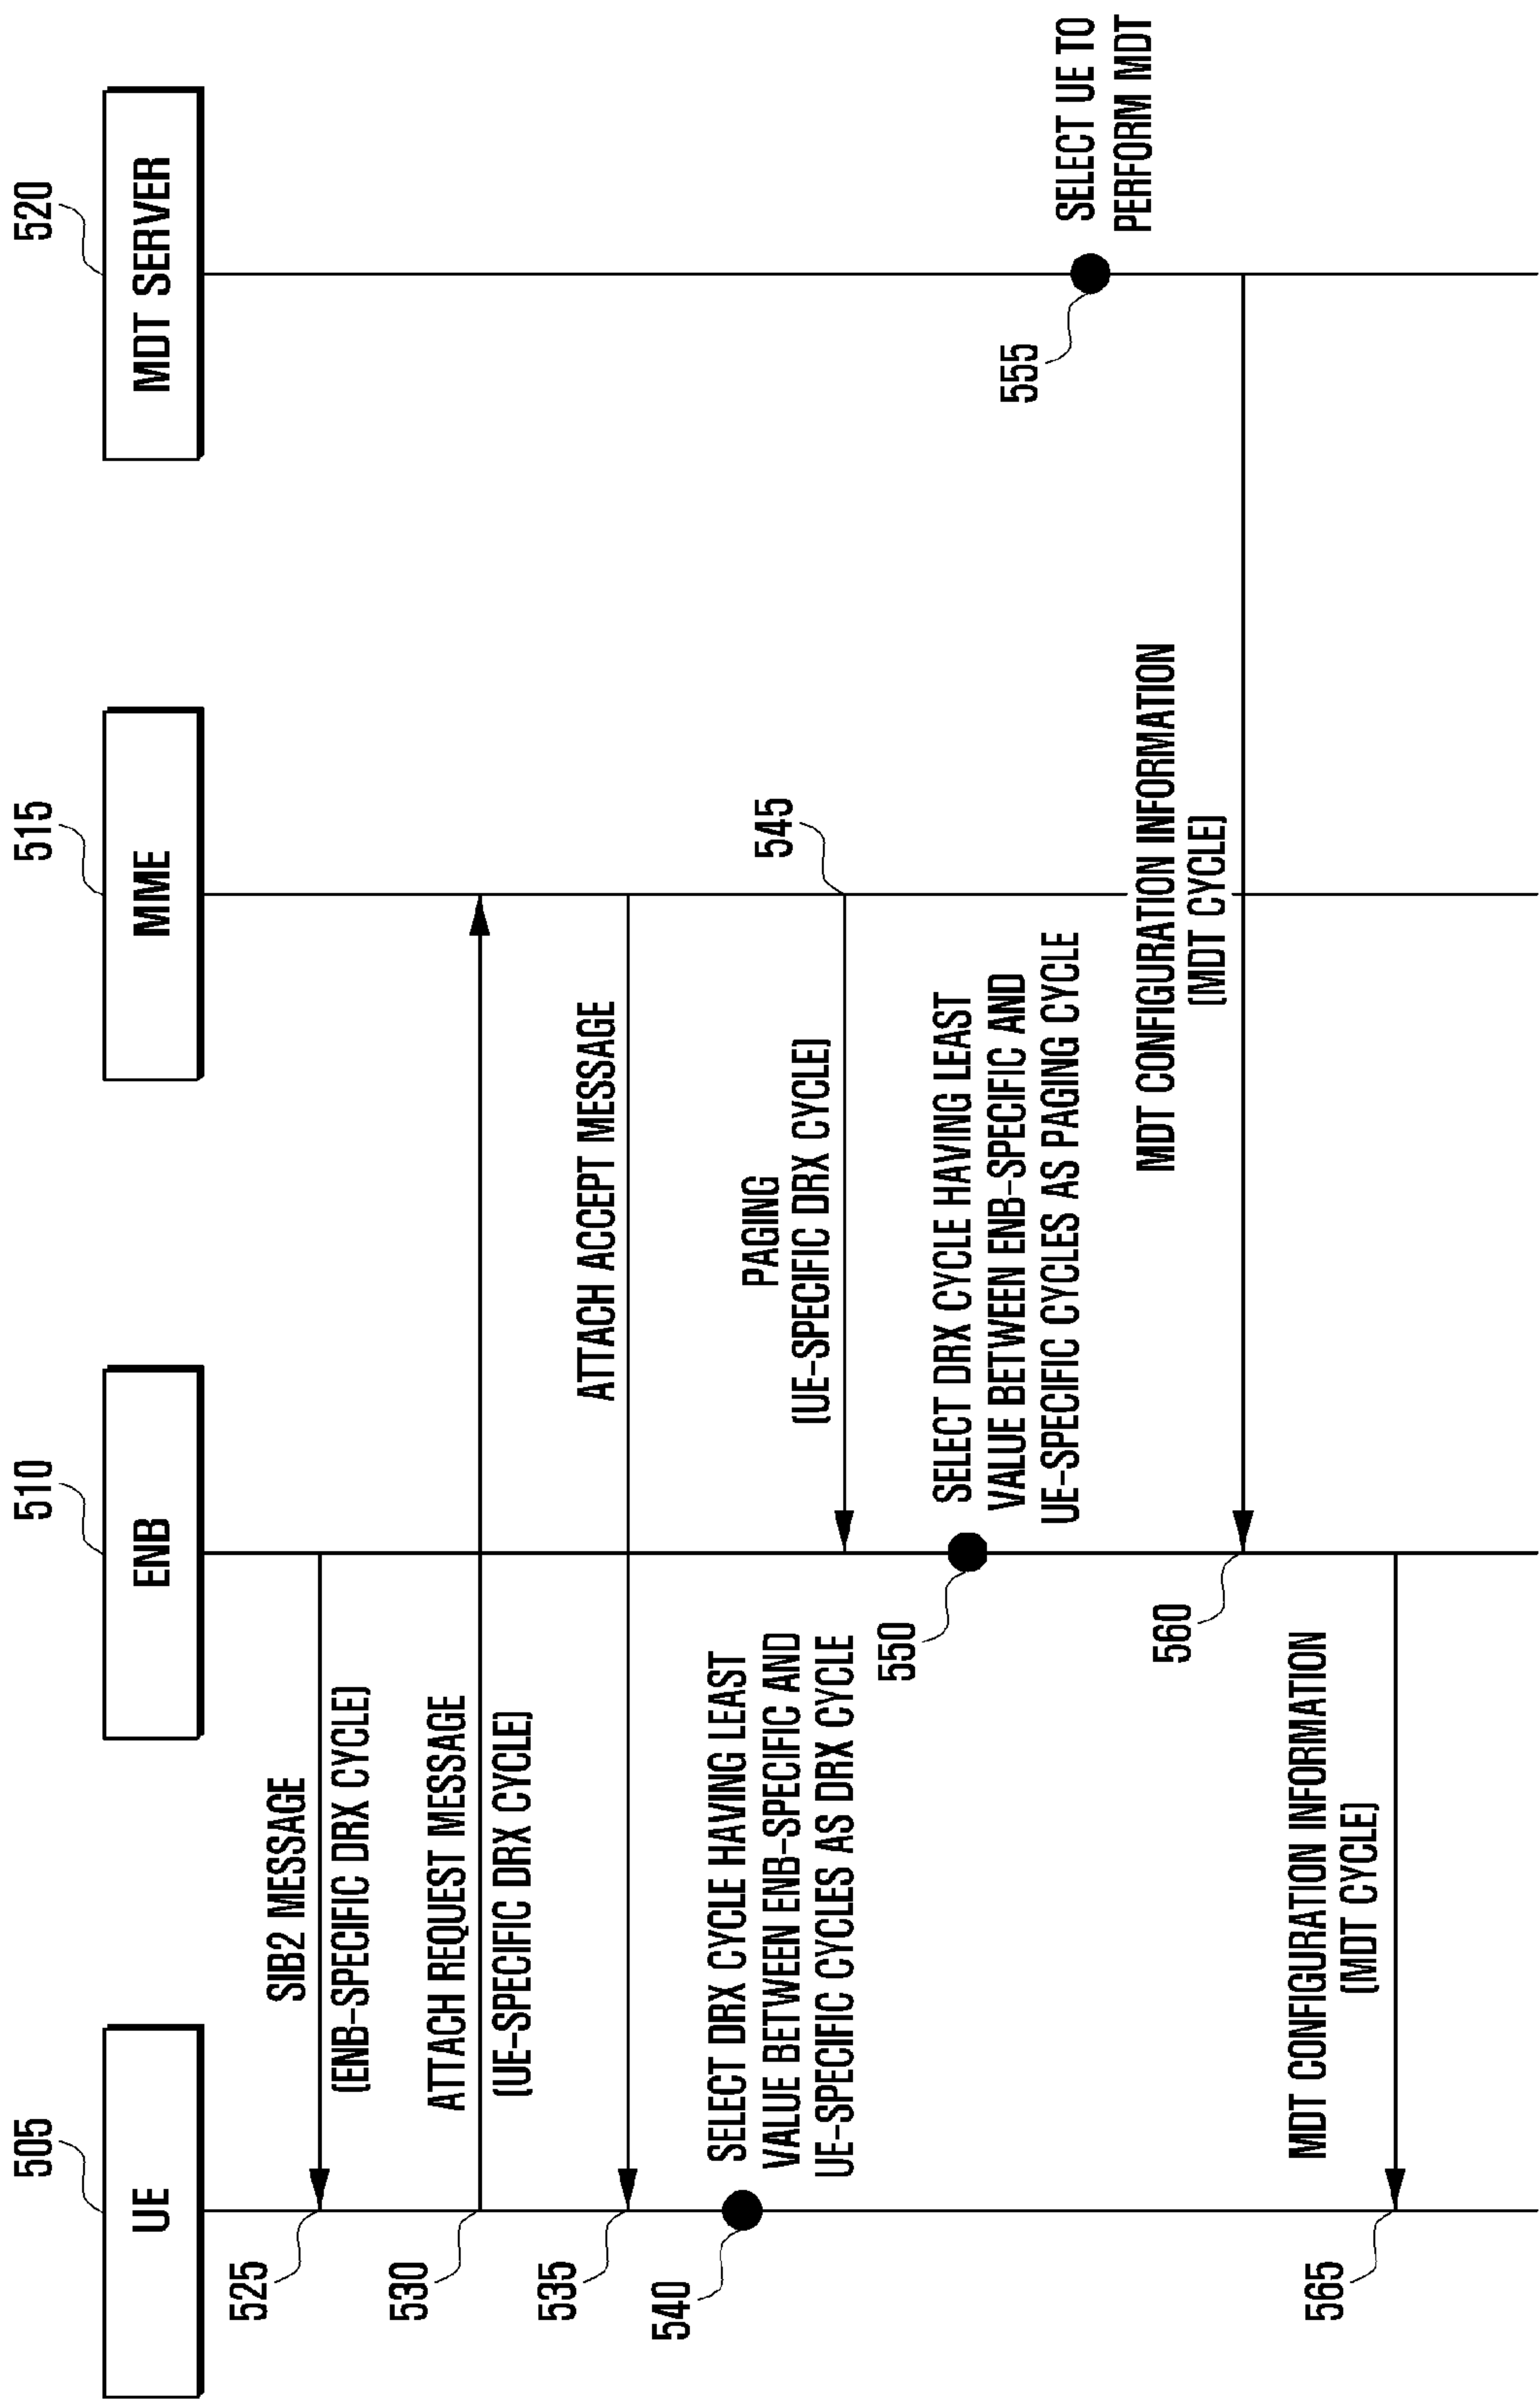 505
UE
510
ENB
515
MME
520
MDT SERVER
525
SIB2 MESSAGE
(ENB-SPECIFIC DRX CYCLE)
530
ATTACH REQUEST MESSAGE
(UE-SPECIFIC DRX CYCLE)
535
ATTACH ACCEPT MESSAGE
540
SELECT DRX CYCLE HAVING LEAST
VALUE BETWEEN ENB-SPECIFIC AND
UE-SPECIFIC CYCLES AS DRX CYCLE
545
PAGING
(UE-SPECIFIC DRX CYCLE)
550
SELECT DRX CYCLE HAVING LEAST
VALUE BETWEEN ENB-SPECIFIC AND
UE-SPECIFIC CYCLES AS PAGING CYCLE
555
SELECT UE TO
PERFORM MDT
560
MDT CONFIGURATION INFORMATION
(MDT CYCLE)
565
MDT CONFIGURATION INFORMATION
(MDT CYCLE)